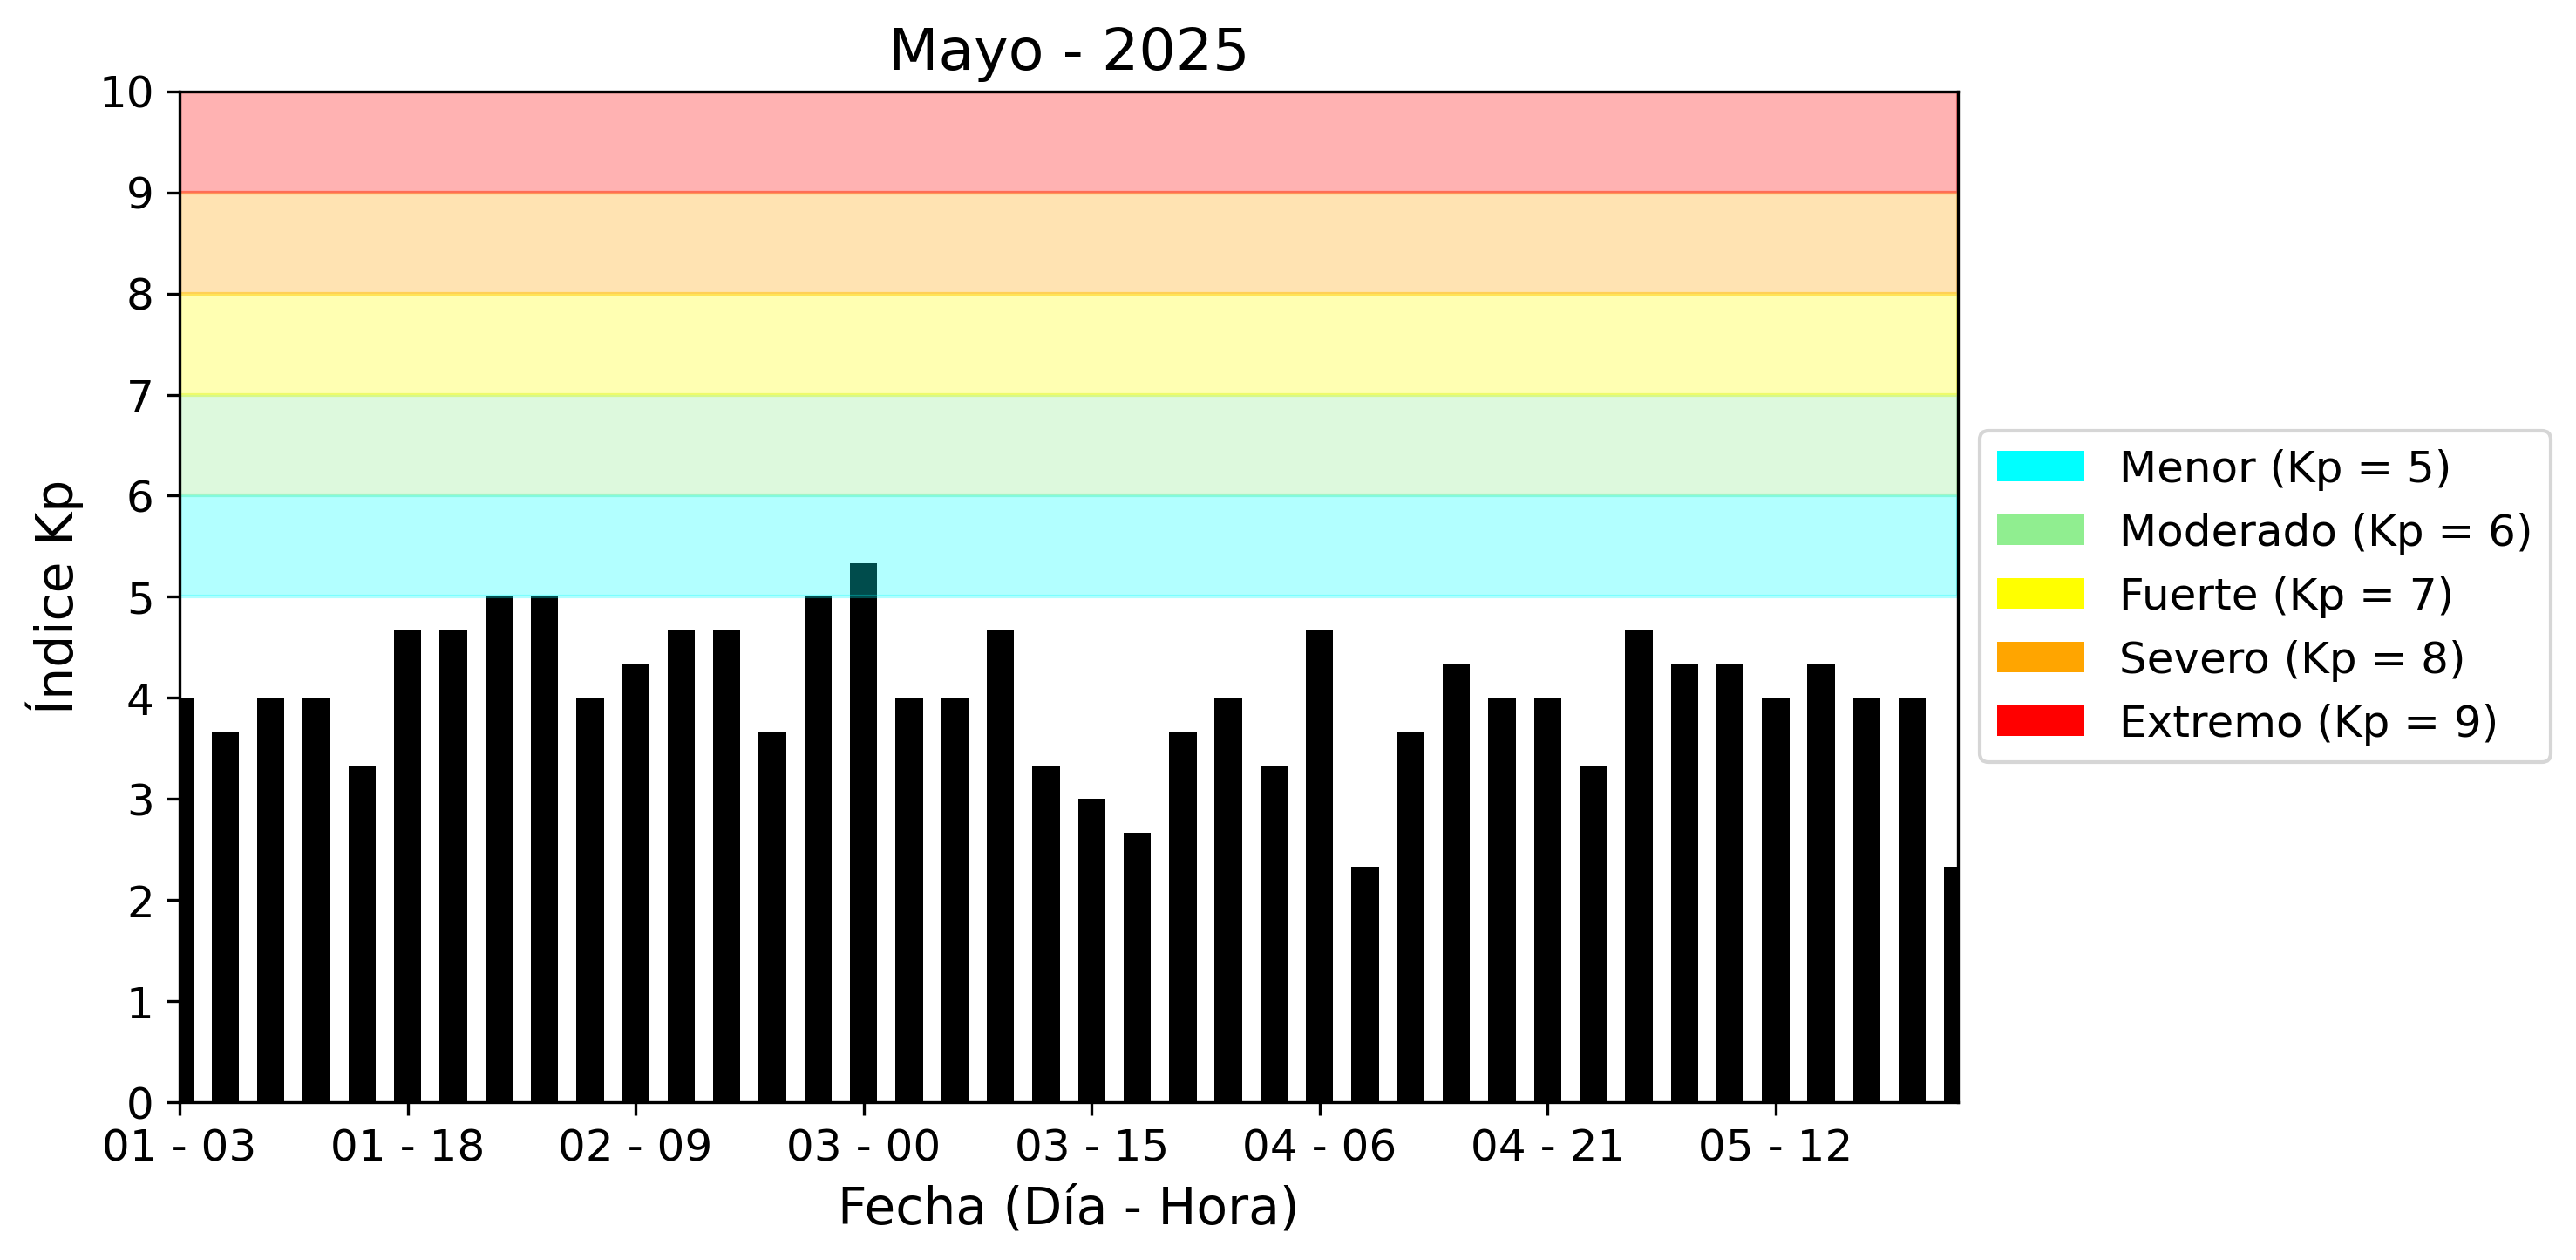 Mayo - 2025
10
9
8
7
6
5
4
3
2
1
0
Índice Kp
01 - 03 01 - 18 02 - 09 03 - 00 03 - 15 04 - 06 04 - 21 05 - 12
Fecha (Día - Hora)
Menor (Kp = 5)
Moderado (Kp = 6)
Fuerte (Kp = 7)
Severo (Kp = 8)
Extremo (Kp = 9)